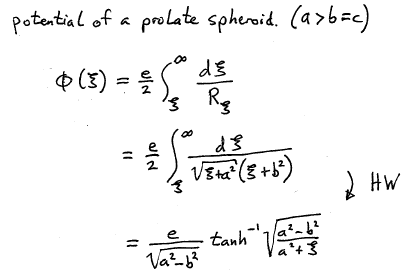 potential of a prolate spheroid. (a>b=c)
Φ(ξ) = e/2 ∫_ξ^∞ dξ/R_ξ
= e/2 ∫_ξ^∞ dξ/(√(ξ+a²) (ξ+b²))
↓ HW
= e/√(a²-b²) tanh⁻¹ √((a²-b²)/(a²+ξ))